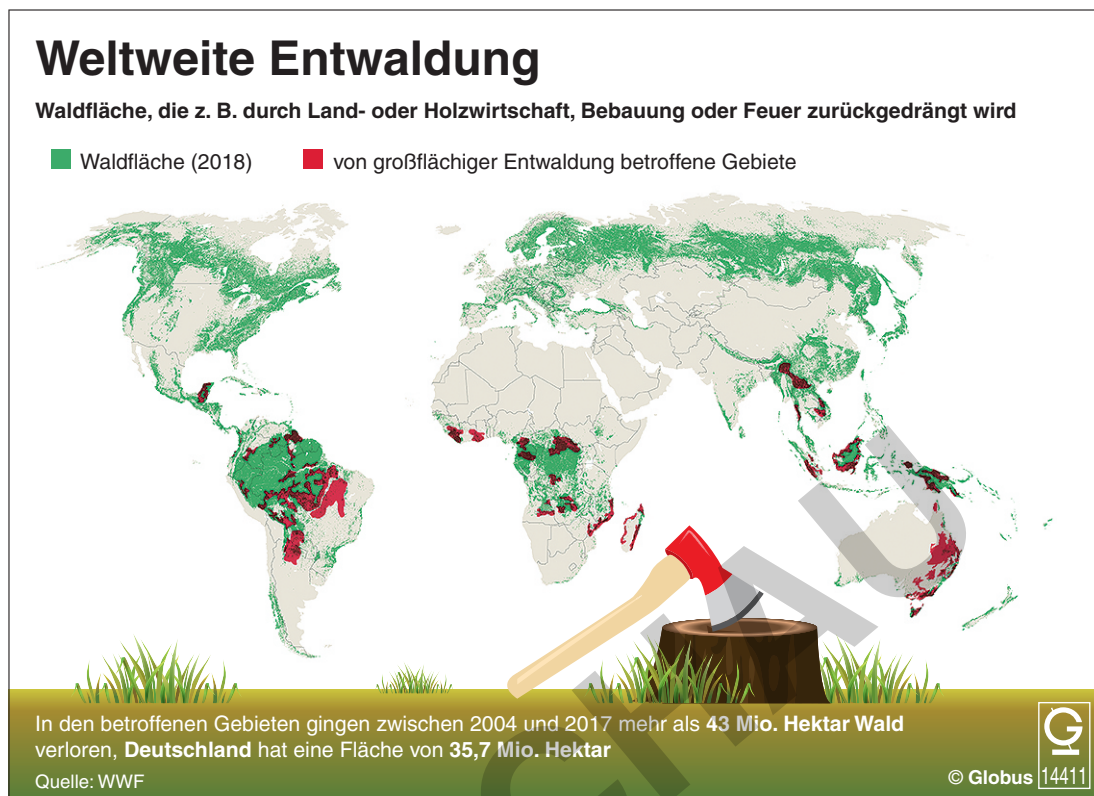 Weltweite Entwaldung
Waldfläche, die z. B. durch Land- oder Holzwirtschaft, Bebauung oder Feuer zurückgedrängt wird
Waldfläche (2018) von großflächiger Entwaldung betroffene Gebiete
In den betroffenen Gebieten gingen zwischen 2004 und 2017 mehr als 43 Mio. Hektar Wald
verloren, Deutschland hat eine Fläche von 35,7 Mio. Hektar
Quelle: WWF
© Globus
G
14411
CHAU